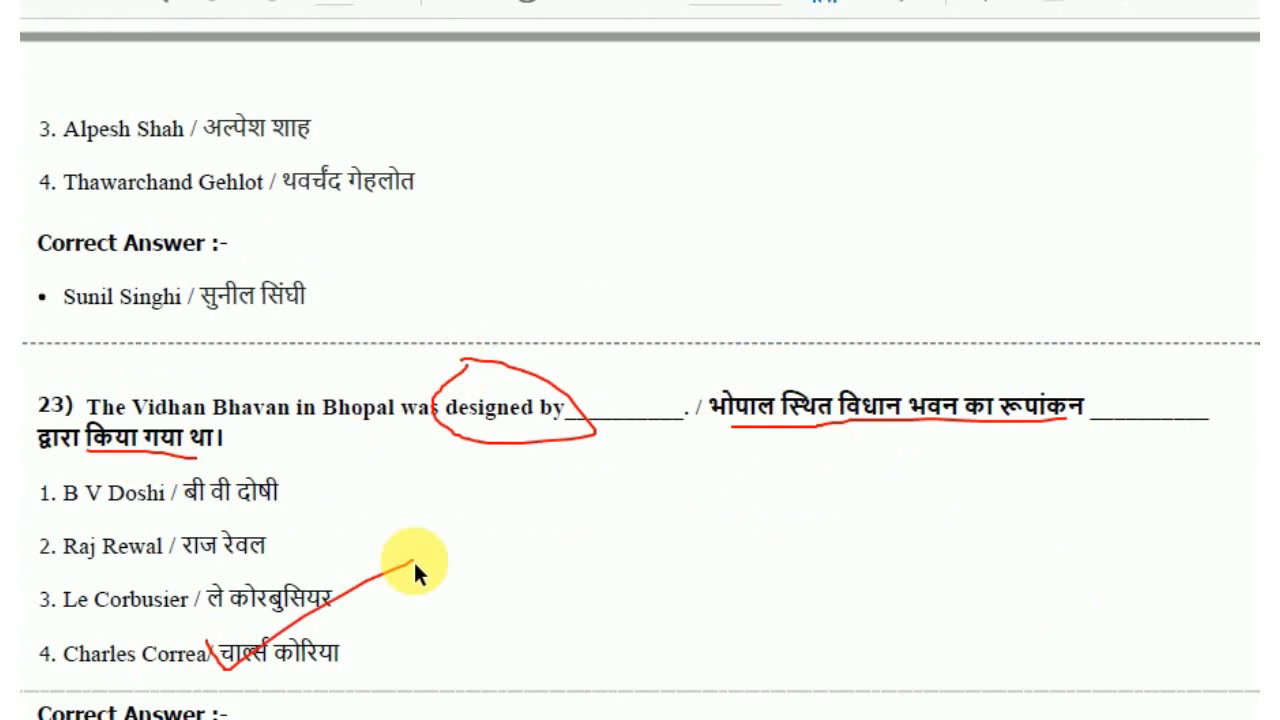 3. Alpesh Shah / अल्पेश शाह
4. Thawarchand Gehlot / थवर्चंद गेहलोत
Correct Answer :-
• Sunil Singhi / सुनील सिंघी
23) The Vidhan Bhavan in Bhopal was designed by__________. / भोपाल स्थित विधान भवन का रूपांकन __________
द्वारा किया गया था।
1. B V Doshi / बी वी दोषी
2. Raj Rewal / राज रेवल
3. Le Corbusier / ले कोरबुसियर
4. Charles Correa/ चार्ल्स कोरिया
Correct Answer :-